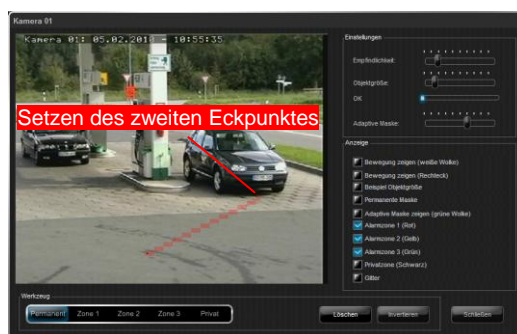 Kamera 01
Kamera 01: 05.02.2010 - 10:55:35
Setzen des zweiten Eckpunktes
Einstellungen
Empfindlichkeit:
Objektgröße:
OK
Adaptive Maske:
Anzeige
Bewegung zeigen (weiße Wolke)
Bewegung zeigen (Rechteck)
Beispiel Objektgröße
Permanente Maske
Adaptive Maske zeigen (grüne Wolke)
Alarmzone 1 (Rot)
Alarmzone 2 (Gelb)
Alarmzone 3 (Grün)
Privatzone (Schwarz)
Gitter
Werkzeug
Permanent Zone 1 Zone 2 Zone 3 Privat
Löschen Invertieren Schließen